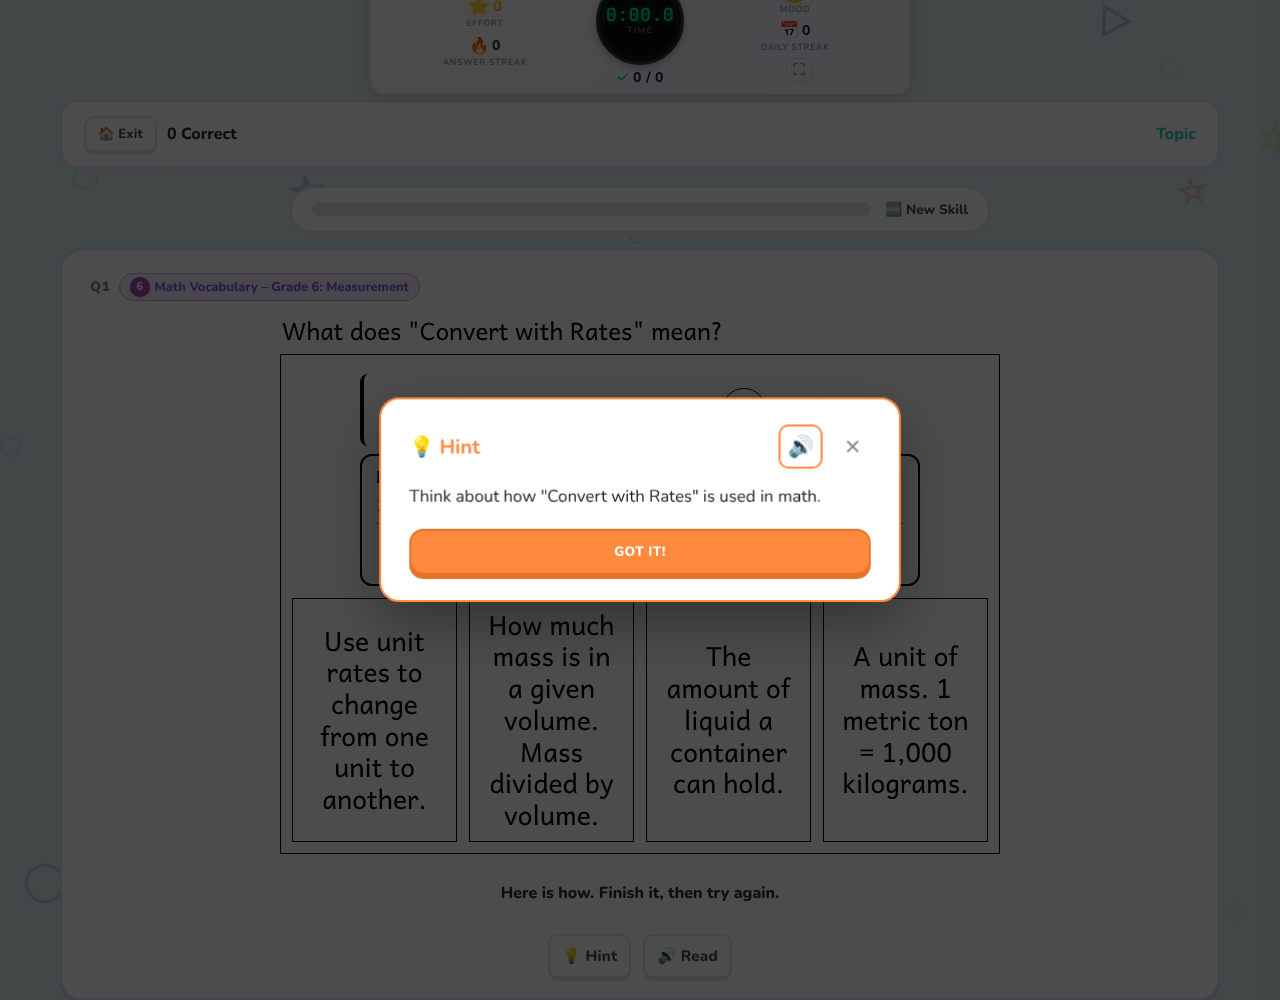 0
EFFORT
0
ANSWER STREAK
0:00.0
TIME
0 / 0
MOOD
0
DAILY STREAK
Exit
0 Correct
Topic
New Skill
Q1
6
Math Vocabulary – Grade 6: Measurement
What does "Convert with Rates" mean?
Hint
Think about how "Convert with Rates" is used in math.
GOT IT!
Use unit
rates to
change
from one
unit to
another.
How much
mass is in
a given
volume.
Mass
divided by
volume.
The
amount of
liquid a
container
can hold.
A unit of
mass. 1
metric ton
= 1,000
kilograms.
Here is how. Finish it, then try again.
Hint
Read